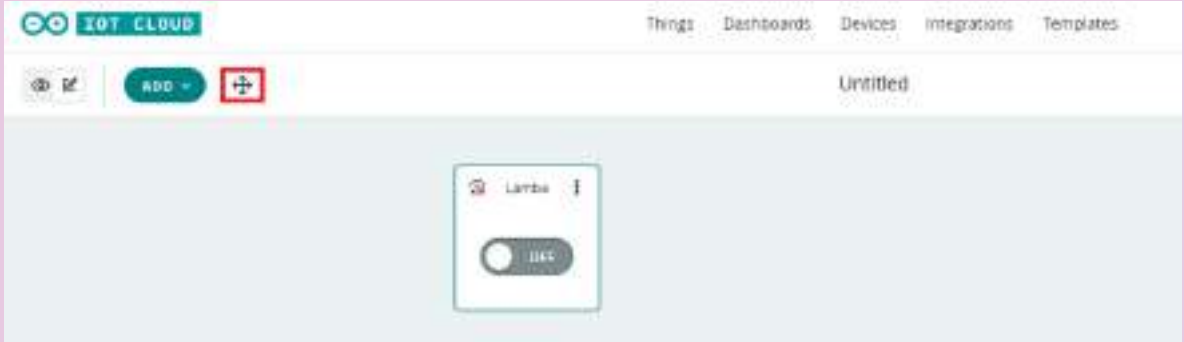 IOT CLOUD
Things Dashboards Devices Integrations Templates
ADD
Untitled
Lamba
OFF